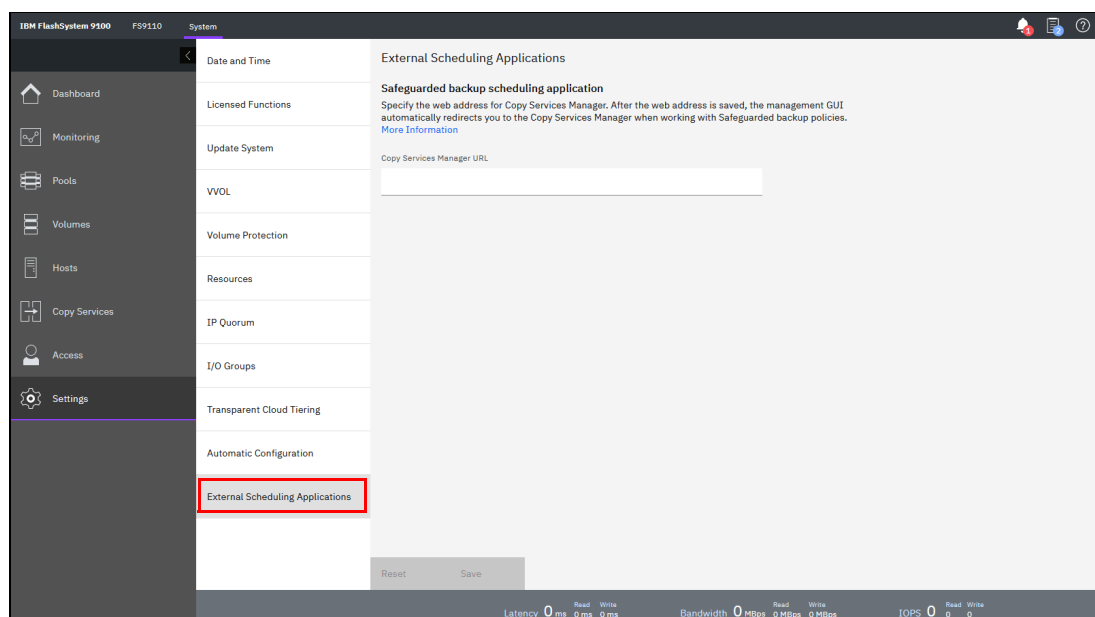 IBM FlashSystem 9100 FS9110 System
1 2
Dashboard
Monitoring
Pools
Volumes
Hosts
Copy Services
Access
Settings
Date and Time
Licensed Functions
Update System
VVOL
Volume Protection
Resources
IP Quorum
I/O Groups
Transparent Cloud Tiering
Automatic Configuration
External Scheduling Applications
External Scheduling Applications
Safeguarded backup scheduling application
Specify the web address for Copy Services Manager. After the web address is saved, the management GUI
automatically redirects you to the Copy Services Manager when working with Safeguarded backup policies.
More Information
Copy Services Manager URL
Reset Save
Latency 0 ms Read 0 ms Write 0 ms Bandwidth 0 MBps Read 0 MBps Write 0 MBps IOPS 0 Read 0 Write 0